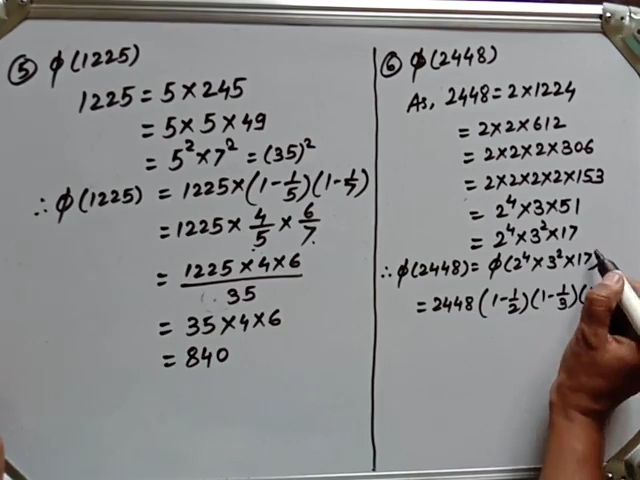 ⑤ ϕ(1225)
1225 = 5 × 245
= 5 × 5 × 49
= 5² × 7² = (35)²
∴ ϕ(1225) = 1225 × (1 - 1/5)(1 - 1/7)
= 1225 × 4/5 × 6/7
= 1225 × 4 × 6 / 35
= 35 × 4 × 6
= 840
⑥ ϕ(2448)
As, 2448 = 2 × 1224
= 2 × 2 × 612
= 2 × 2 × 2 × 306
= 2 × 2 × 2 × 2 × 153
= 2⁴ × 3 × 51
= 2⁴ × 3² × 17
∴ ϕ(2448) = ϕ(2⁴ × 3² × 17)
= 2448 (1 - 1/2)(1 - 1/3)(